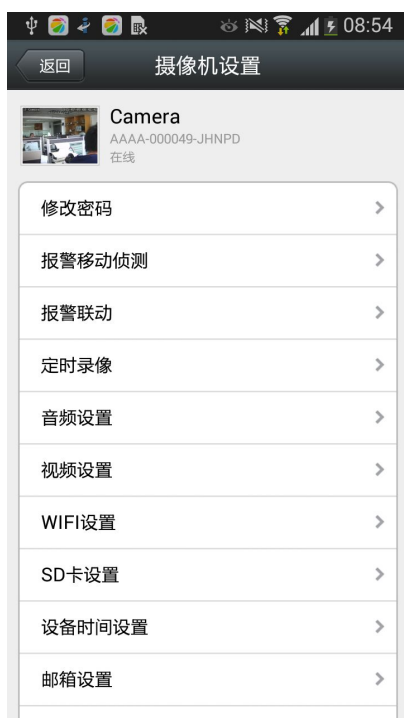 08:54
返回
摄像机设置
Camera
AAAA-000049-JHNPD
在线
修改密码
报警移动侦测
报警联动
定时录像
音频设置
视频设置
WIFI设置
SD卡设置
设备时间设置
邮箱设置